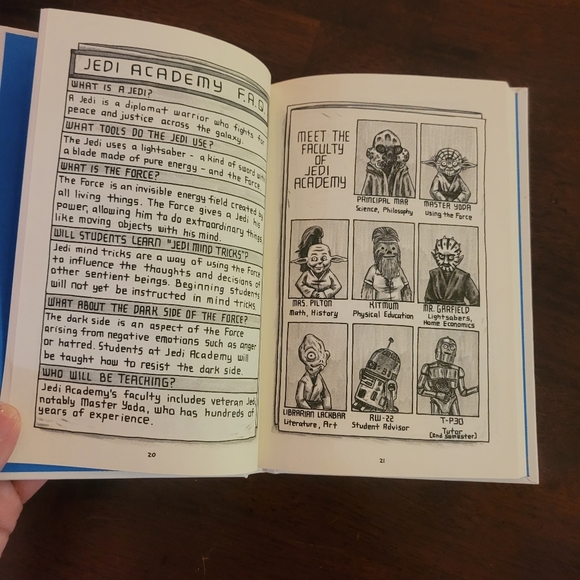 JEDI ACADEMY F.A.Q
WHAT IS A JEDI?
A Jedi is a diplomat warrior who fights for
peace and justice across the galaxy.
WHAT TOOLS DO THE JEDI USE?
The Jedi uses a lightsaber - a kind of sword with
a blade made of pure energy - and the Force.
WHAT IS THE FORCE?
The Force is an invisible energy field created by
all living things. The Force gives a Jedi his
power, allowing him to do extraordinary things
like moving objects with his mind.
WILL STUDENTS LEARN "JEDI MIND TRICKS"?
Jedi mind tricks are a way of using the Force
to influence the thoughts and decisions of
other sentient beings. Beginning students
will not yet be instructed in mind tricks.
WHAT ABOUT THE DARK SIDE OF THE FORCE?
The dark side is an aspect of the Force
arising from negative emotions such as anger
or hatred. Students at Jedi Academy will
be taught how to resist the dark side.
WHO WILL BE TEACHING?
Jedi Academy's faculty includes veteran Jedi,
notably Master Yoda, who has hundreds of
years of experience.
20
MEET THE
FACULTY
OF
JEDI
ACADEMY
PRINCIPAL MAR
Science, Philosophy
MASTER YODA
Using the Force
MRS. PILTON
Math, History
KITMUM
Physical Education
MR. GARFIELD
Lightsabers,
Home Economics
LIBRARIAN LACKBAR
Literature, Art
RW-22
Student Advisor
T-P30
Tutor
(2nd semester)
21